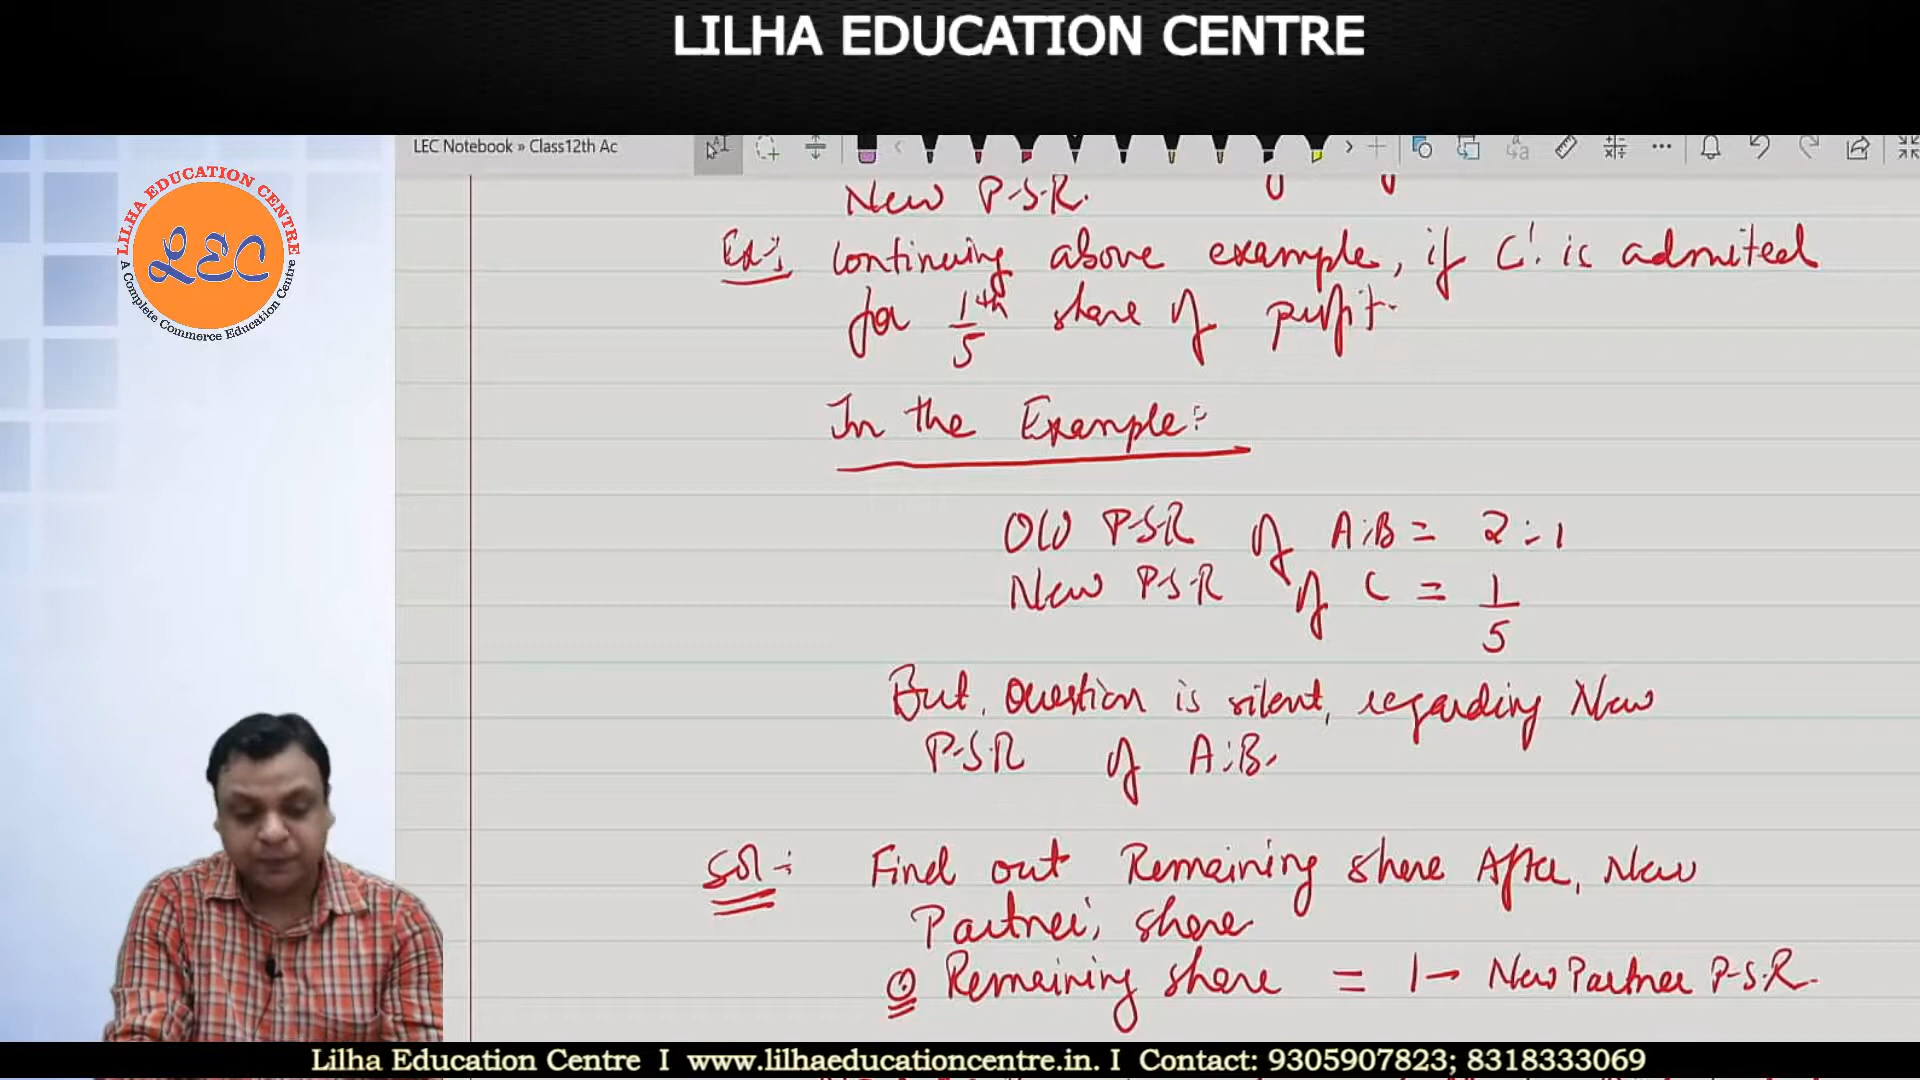 LILHA EDUCATION CENTRE
LEC Notebook » Class12th Ac
LILHA EDUCATION CENTRE
LEC
A Complete Commerce Education Centre
New P.S.R.
Ex:- Continuing above example, if C! is admited
for 1/5 th share of profit.
In the Example:-
Old P.S.R of A:B = 2:1
New P.S.R of C = 1/5
But, Question is silent, regarding New
P.S.R of A:B.
Sol:- Find out Remaining share After, New
Partner, share
Remaining share = 1 - New Partner P.S.R.
Lilha Education Centre I www.lilhaeducationcentre.in. I Contact: 9305907823; 8318333069